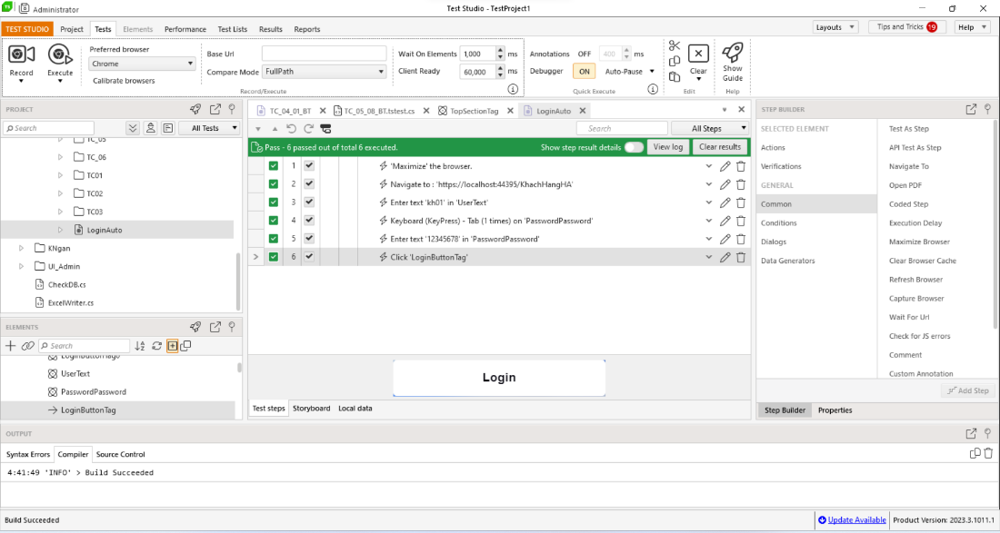 Administrator
Test Studio - TestProject1
TEST STUDIO Project Tests Elements Performance Test Lists Results Reports
Layouts Tips and Tricks 19 Help
Record
Execute
Preferred browser
Chrome
Calibrate browsers
Base Url
Compare Mode FullPath
Record/Execute
Wait On Elements 1,000 ms
Client Ready 60,000 ms
Annotations OFF 400 ms
Debugger ON Auto-Pause
Quick Execute
Clear
Edit
Show
Guide
Help
PROJECT
Search
All Tests
TC_05
TC_06
TC01
TC02
TC03
LoginAuto
KNgan
UI_Admin
CheckDB.cs
ExcelWriter.cs
ELEMENTS
Search
UserText
PasswordPassword
LoginButtonTag
TC_04_01_BT TC_05_08_BT.tstest.cs TopSectionTag LoginAuto
Search All Steps
Pass - 6 passed out of total 6 executed. Show step result details View log Clear results
1 'Maximize' the browser.
2 Navigate to : 'https://localhost:44395/KhachHangHA'
3 Enter text 'kh01' in 'UserText'
4 Keyboard (KeyPress) - Tab (1 times) on 'PasswordPassword'
5 Enter text '12345678' in 'PasswordPassword'
6 Click 'LoginButtonTag'
Login
Test steps Storyboard Local data
STEP BUILDER
SELECTED ELEMENT
Actions
Verifications
GENERAL
Common
Conditions
Dialogs
Data Generators
Test As Step
API Test As Step
Navigate To
Open PDF
Coded Step
Execution Delay
Maximize Browser
Clear Browser Cache
Refresh Browser
Capture Browser
Wait For Url
Check for JS errors
Comment
Custom Annotation
Add Step
Step Builder Properties
OUTPUT
Syntax Errors Compiler Source Control
4:41:49 'INFO' > Build Succeeded
Build Succeeded
Update Available Product Version: 2023.3.1011.1